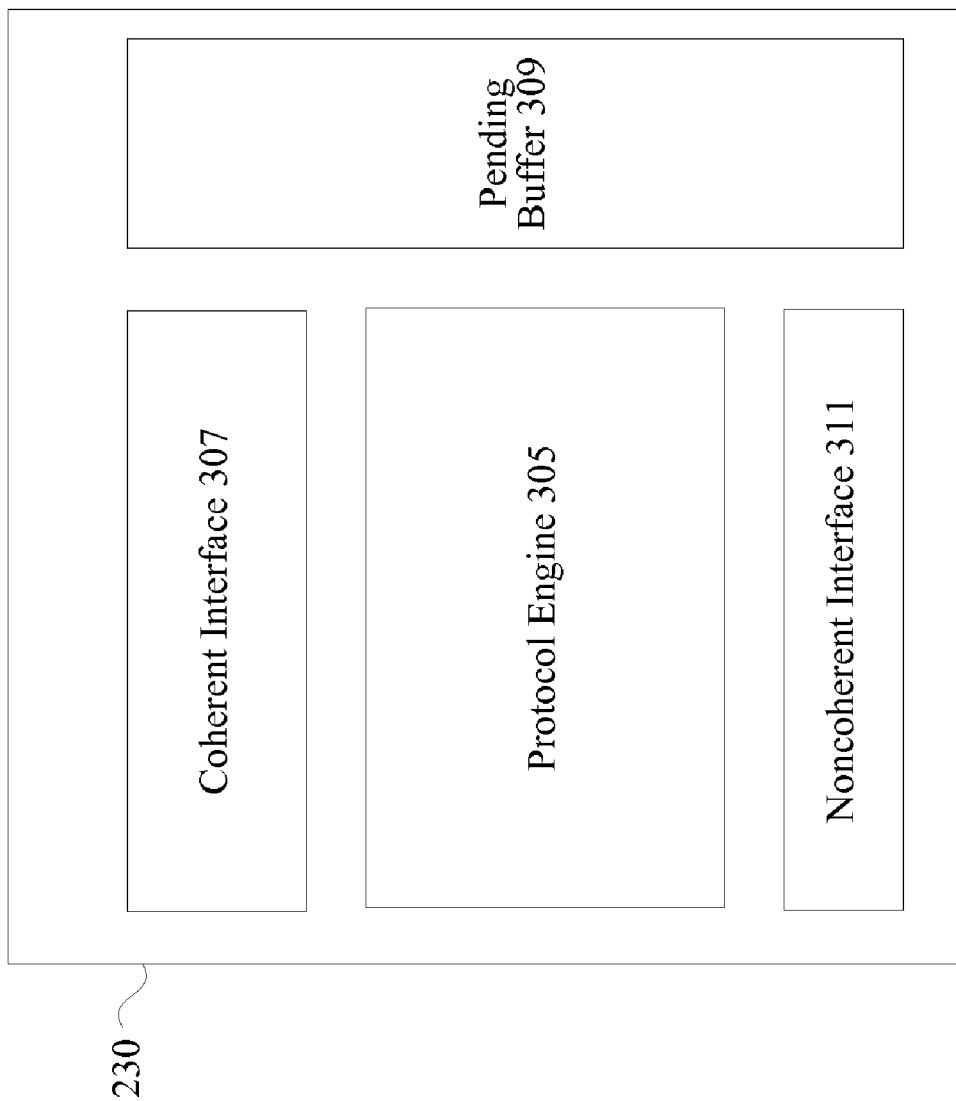 230
Coherent Interface 307
Protocol Engine 305
Noncoherent Interface 311
Pending
Buffer 309